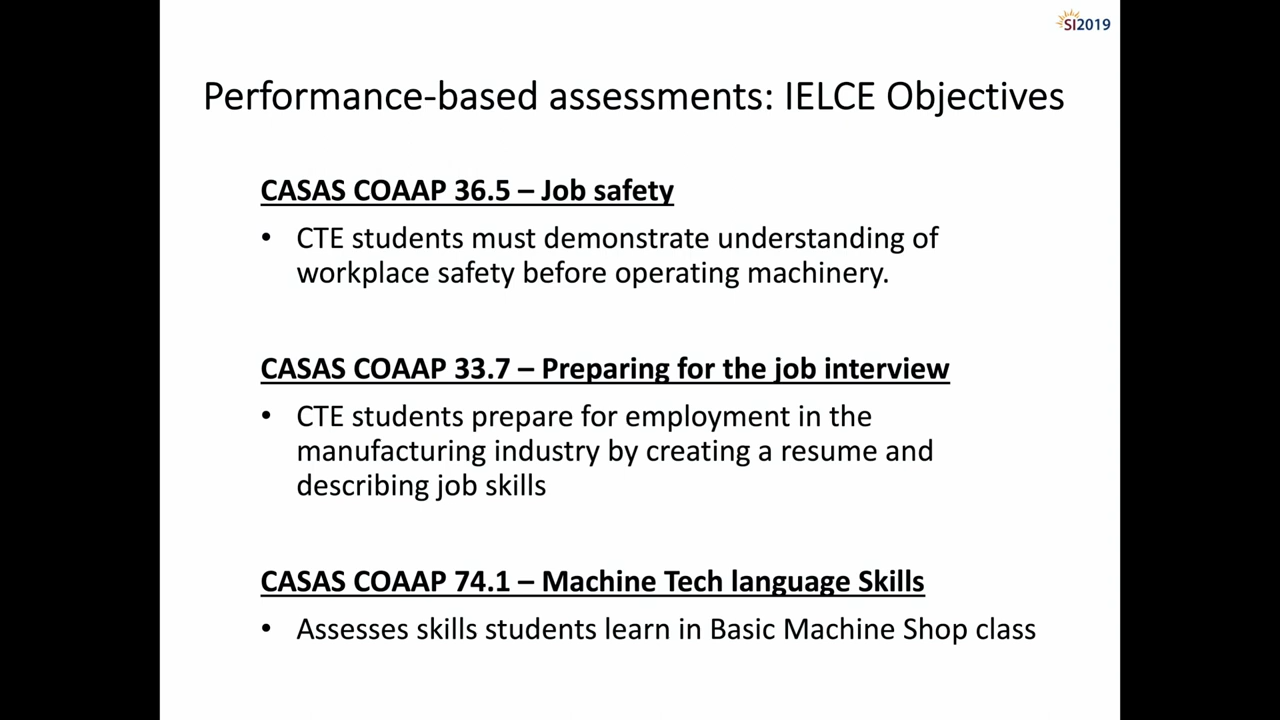 SI2019
Performance-based assessments: IELCE Objectives
CASAS COAAP 36.5 – Job safety
• CTE students must demonstrate understanding of
workplace safety before operating machinery.
CASAS COAAP 33.7 – Preparing for the job interview
• CTE students prepare for employment in the
manufacturing industry by creating a resume and
describing job skills
CASAS COAAP 74.1 – Machine Tech language Skills
• Assesses skills students learn in Basic Machine Shop class